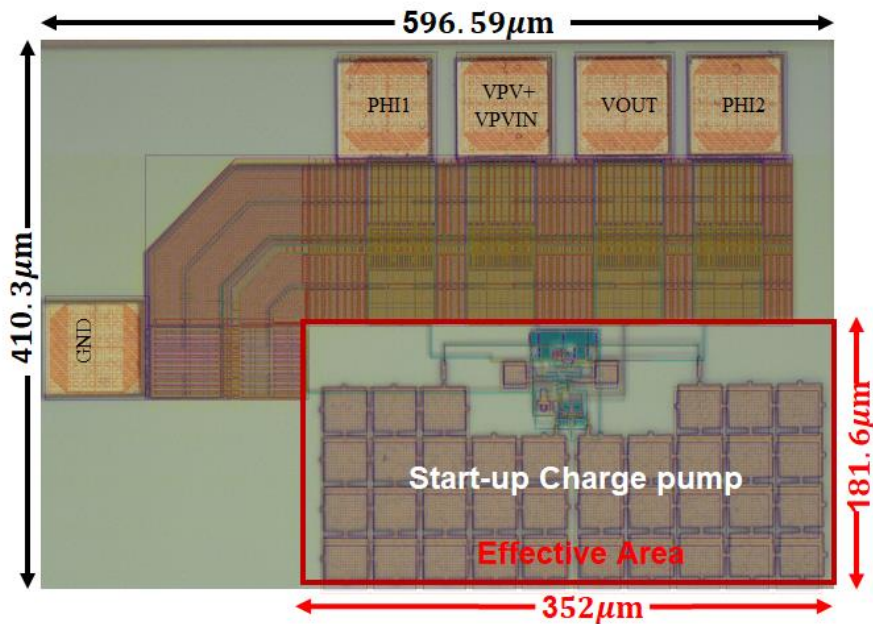 596.59μm
PHI1
VPV+
VPVIN
VOUT
PHI2
410.3μm
GND
181.6μm
Start-up Charge pump
Effective Area
352μm